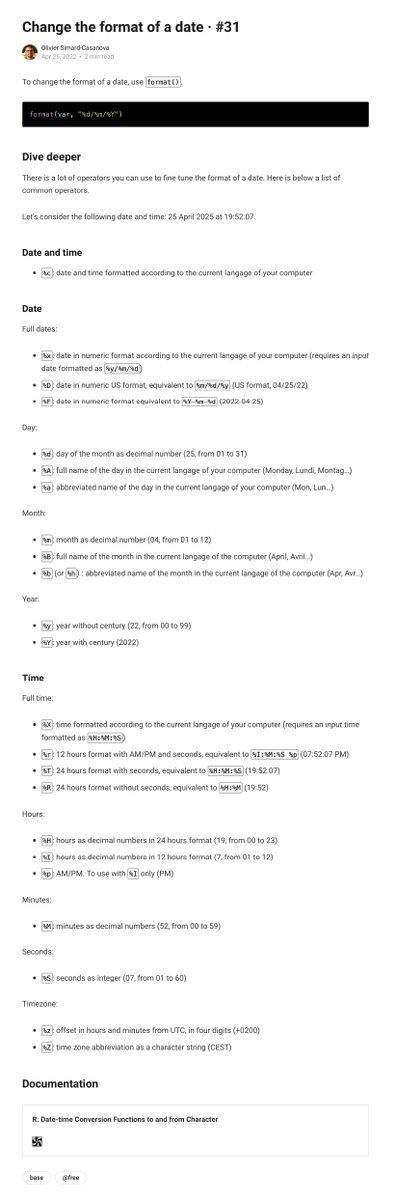 Change the format of a date · #31
Olivier Simard-Casanova
Apr 25, 2022 • 2 min read
To change the format of a date, use format().
format(var, "%d/%m/%Y")
Dive deeper
There is a lot of operators you can use to fine tune the format of a date. Here is below a list of
common operators.
Let's consider the following date and time: 25 April 2025 at 19:52:07.
Date and time
• %c: date and time formatted according to the current langage of your computer
Date
Full dates:
• %x: date in numeric format according to the current langage of your computer (requires an input
date formatted as %y/%m/%d)
• %D: date in numeric US format, equivalent to %m/%d/%y (US format, 04/25/22)
• %F: date in numeric format equivalent to %Y-%m-%d (2022-04-25)
Day:
• %d: day of the month as decimal number (25, from 01 to 31)
• %A: full name of the day in the current langage of your computer (Monday, Lundi, Montag…)
• %a: abbreviated name of the day in the current langage of your computer (Mon, Lun…)
Month:
• %m: month as decimal number (04, from 01 to 12)
• %B: full name of the month in the current langage of the computer (April, Avril…)
• %b (or %h) : abbreviated name of the month in the current langage of the computer (Apr, Avr…)
Year:
• %y: year without century (22, from 00 to 99)
• %Y: year with century (2022)
Time
Full time:
• %X: time formatted according to the current langage of your computer (requires an input time
formatted as %H:%M:%S)
• %r: 12 hours format with AM/PM and seconds, equivalent to %I:%M:%S %p (07:52:07 PM)
• %T: 24 hours format with seconds, equivalent to %H:%M:%S (19:52:07)
• %R: 24 hours format without seconds, equivalent to %H:%M (19:52)
Hours:
• %H: hours as decimal numbers in 24 hours format (19, from 00 to 23)
• %I: hours as decimal numbers in 12 hours format (7, from 01 to 12)
• %p: AM/PM. To use with %I only (PM)
Minutes:
• %M: minutes as decimal numbers (52, from 00 to 59)
Seconds:
• %S: seconds as integer (07, from 01 to 60)
Timezone:
• %z: offset in hours and minutes from UTC, in four digits (+0200)
• %Z: time zone abbreviation as a character string (CEST)
Documentation
R: Date-time Conversion Functions to and from Character
base @free